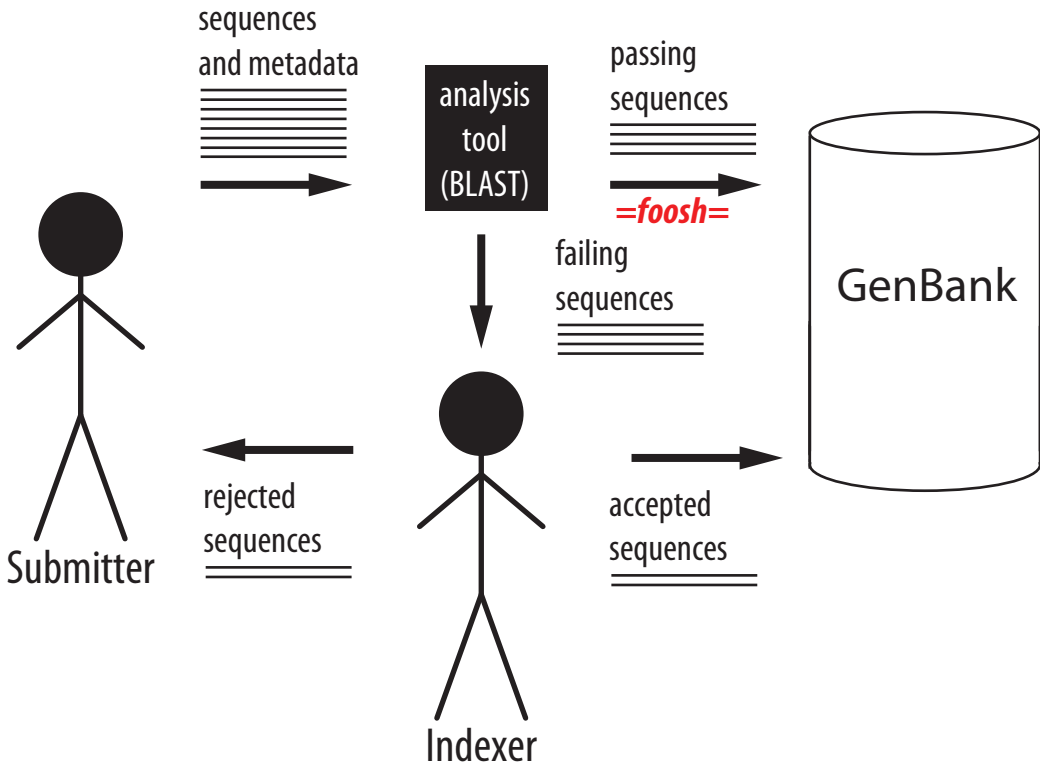 sequences
and metadata
analysis
tool
(BLAST)
passing
sequences
=foosh=
failing
sequences
GenBank
rejected
sequences
accepted
sequences
Submitter
Indexer